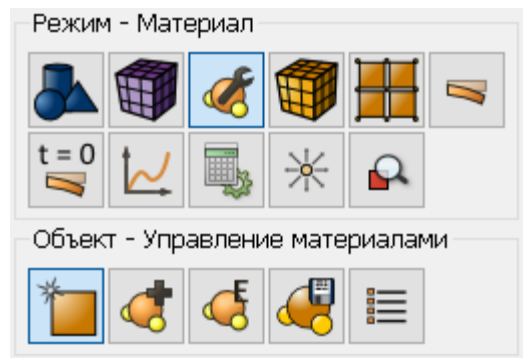 Режим - Материал
t = 0
Объект - Управление материалами
E